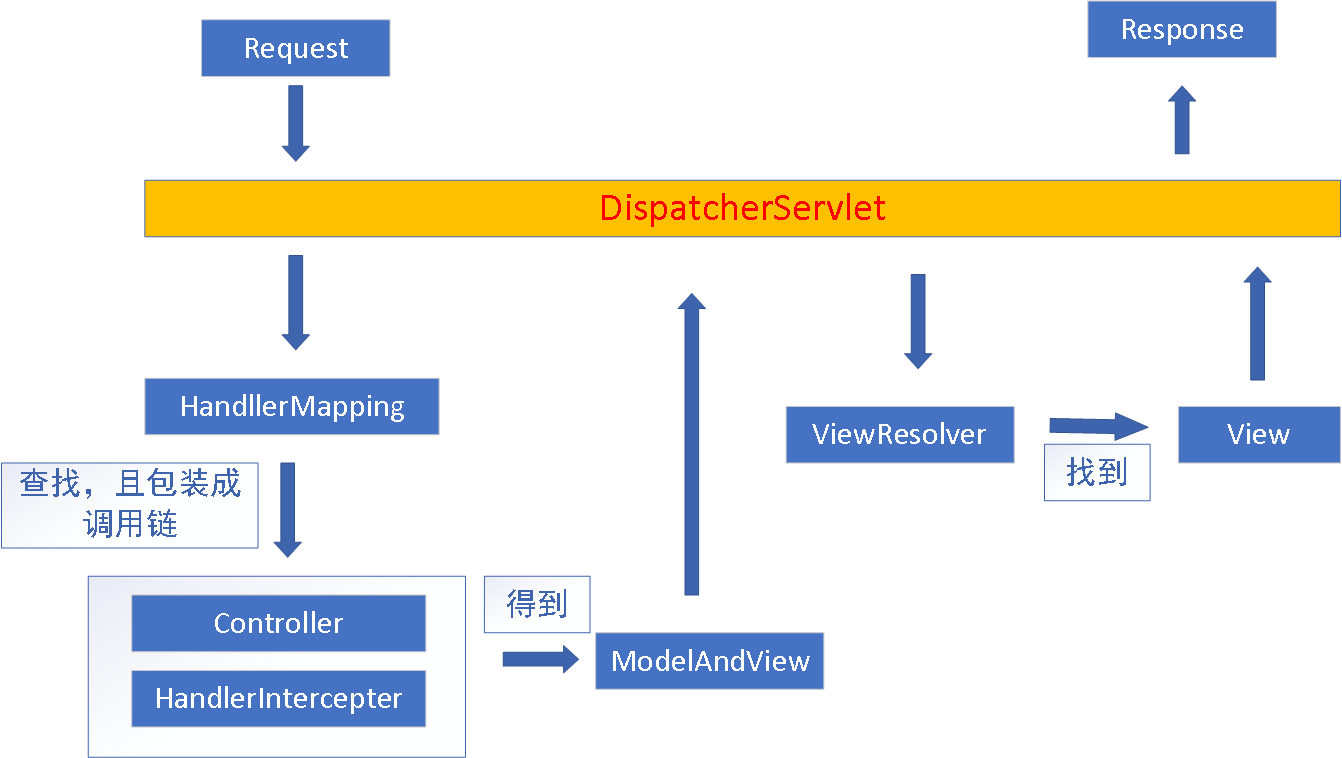 Request
Response
DispatcherServlet
HandllerMapping
ViewResolver
View
找到
查找，且包装成
调用链
Controller
HandlerIntercepter
得到
ModelAndView